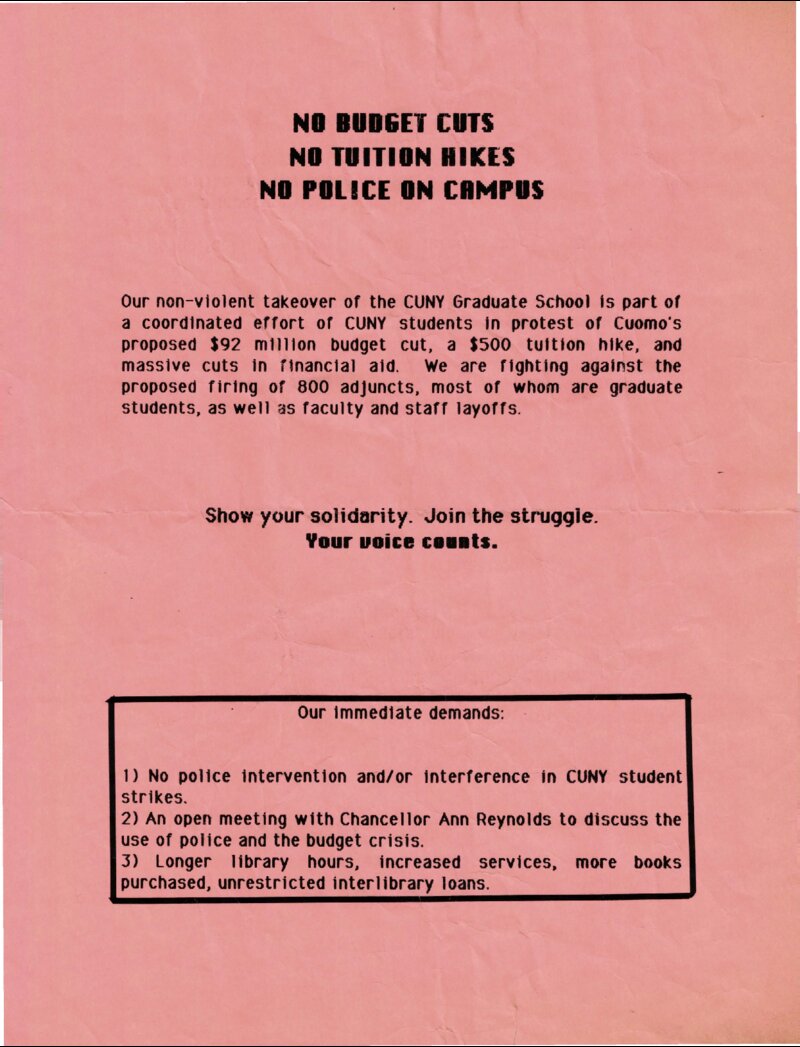 NO BUDGET CUTS
NO TUITION HIKES
NO POLICE ON CAMPUS
Our non-violent takeover of the CUNY Graduate School is part of
a coordinated effort of CUNY students in protest of Cuomo's
proposed $92 million budget cut, a $500 tuition hike, and
massive cuts in financial aid. We are fighting against the
proposed firing of 800 adjuncts, most of whom are graduate
students, as well as faculty and staff layoffs.
Show your solidarity. Join the struggle.
Your voice counts.
Our immediate demands:
1) No police intervention and/or interference in CUNY student
strikes.
2) An open meeting with Chancellor Ann Reynolds to discuss the
use of police and the budget crisis.
3) Longer library hours, increased services, more books
purchased, unrestricted interlibrary loans.